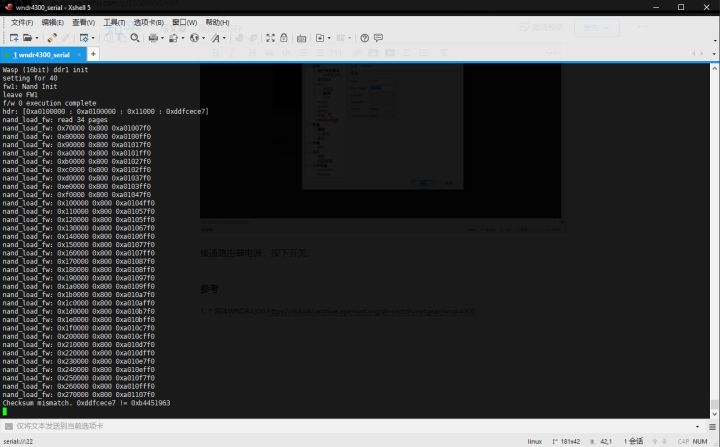 wndr4300_serial - Xshell 5
文件(F) 编辑(E) 查看(V) 工具(T) 选项卡(B) 窗口(W) 帮助(H)
1 wndr4300_serial
Wasp (16bit) ddr1 init
setting for 40
fw1: Nand Init
leave FW1
f/w 0 execution complete
hdr: [0xa0100000 : 0xa0100000 : 0x11000 : 0xddfcece7]
nand_load_fw: read 34 pages
nand_load_fw: 0x70000 0x800 0xa01007f0
nand_load_fw: 0x80000 0x800 0xa0100ff0
nand_load_fw: 0x90000 0x800 0xa01017f0
nand_load_fw: 0xa0000 0x800 0xa0101ff0
nand_load_fw: 0xb0000 0x800 0xa01027f0
nand_load_fw: 0xc0000 0x800 0xa0102ff0
nand_load_fw: 0xd0000 0x800 0xa01037f0
nand_load_fw: 0xe0000 0x800 0xa0103ff0
nand_load_fw: 0xf0000 0x800 0xa01047f0
nand_load_fw: 0x100000 0x800 0xa0104ff0
nand_load_fw: 0x110000 0x800 0xa01057f0
nand_load_fw: 0x120000 0x800 0xa0105ff0
nand_load_fw: 0x130000 0x800 0xa01067f0
nand_load_fw: 0x140000 0x800 0xa0106ff0
nand_load_fw: 0x150000 0x800 0xa01077f0
nand_load_fw: 0x160000 0x800 0xa0107ff0
nand_load_fw: 0x170000 0x800 0xa01087f0
nand_load_fw: 0x180000 0x800 0xa0108ff0
nand_load_fw: 0x190000 0x800 0xa01097f0
nand_load_fw: 0x1a0000 0x800 0xa0109ff0
nand_load_fw: 0x1b0000 0x800 0xa010a7f0
nand_load_fw: 0x1c0000 0x800 0xa010aff0
nand_load_fw: 0x1d0000 0x800 0xa010b7f0
nand_load_fw: 0x1e0000 0x800 0xa010bff0
nand_load_fw: 0x1f0000 0x800 0xa010c7f0
nand_load_fw: 0x200000 0x800 0xa010cff0
nand_load_fw: 0x210000 0x800 0xa010d7f0
nand_load_fw: 0x220000 0x800 0xa010dff0
nand_load_fw: 0x230000 0x800 0xa010e7f0
nand_load_fw: 0x240000 0x800 0xa010eff0
nand_load_fw: 0x250000 0x800 0xa010f7f0
nand_load_fw: 0x260000 0x800 0xa010fff0
nand_load_fw: 0x270000 0x800 0xa01107f0
Checksum mismatch. 0xddfcece7 != 0xb4451963
接通路由器电源，按下开关。
参考
仅将文本发送到当前选项卡
serial://:22 linux 181x42 42,1 1 会话 CAP NUM